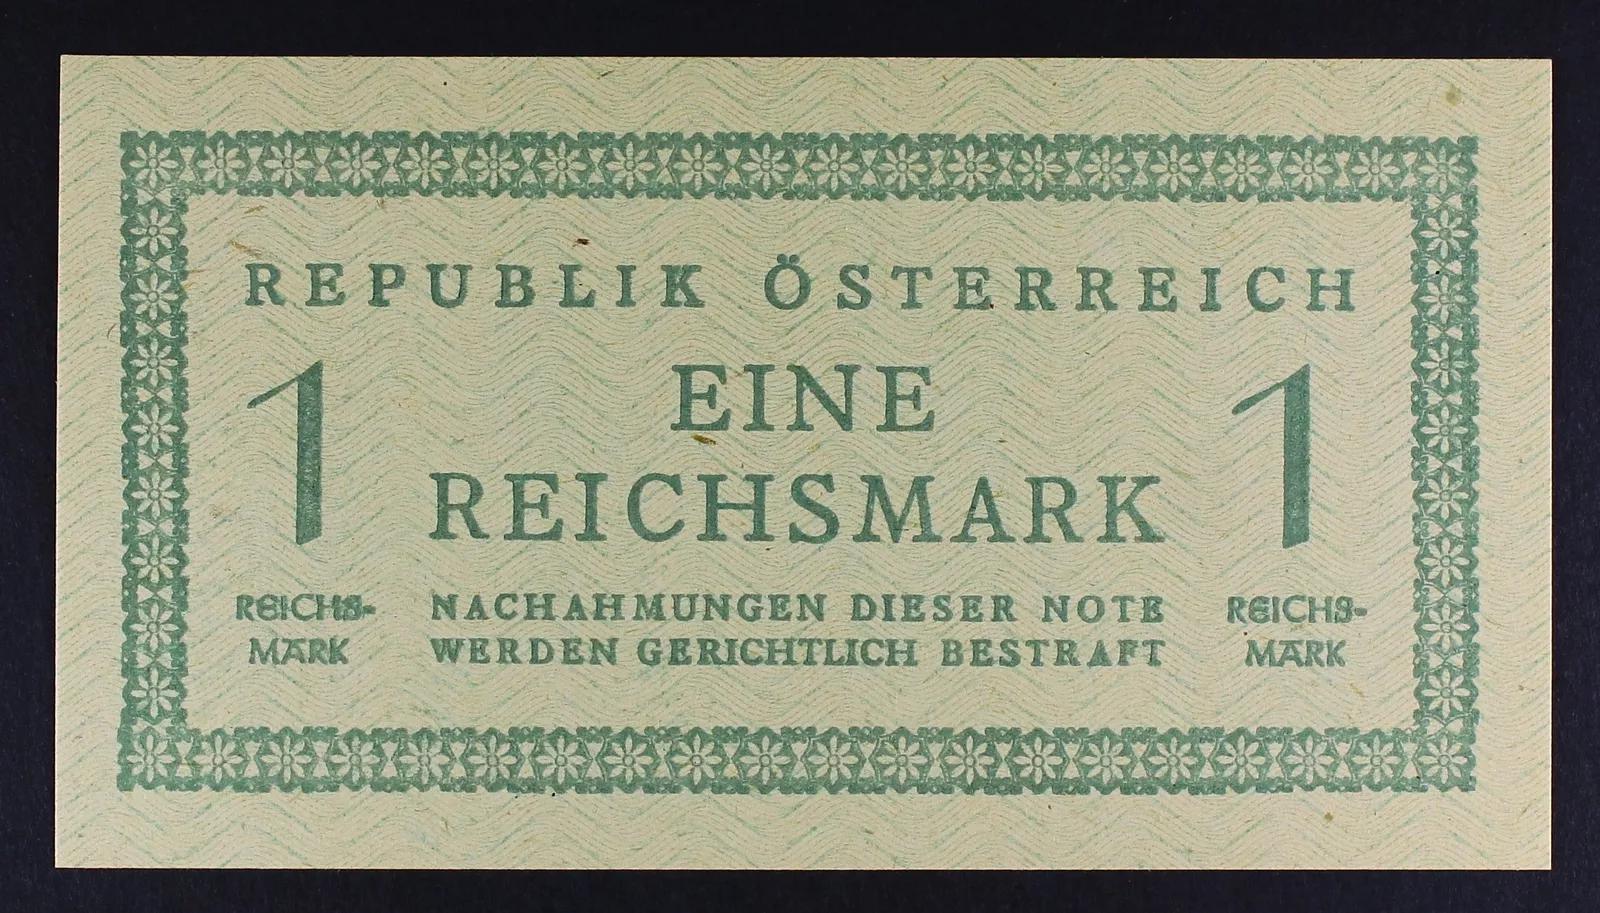 REPUBLIK ÖSTERREICH
1 EINE 1
REICHSMARK
REICHS- NACHAHMUNGEN DIESER NOTE REICHS-
MARK WERDEN GERICHTLICH BESTRAFT MARK